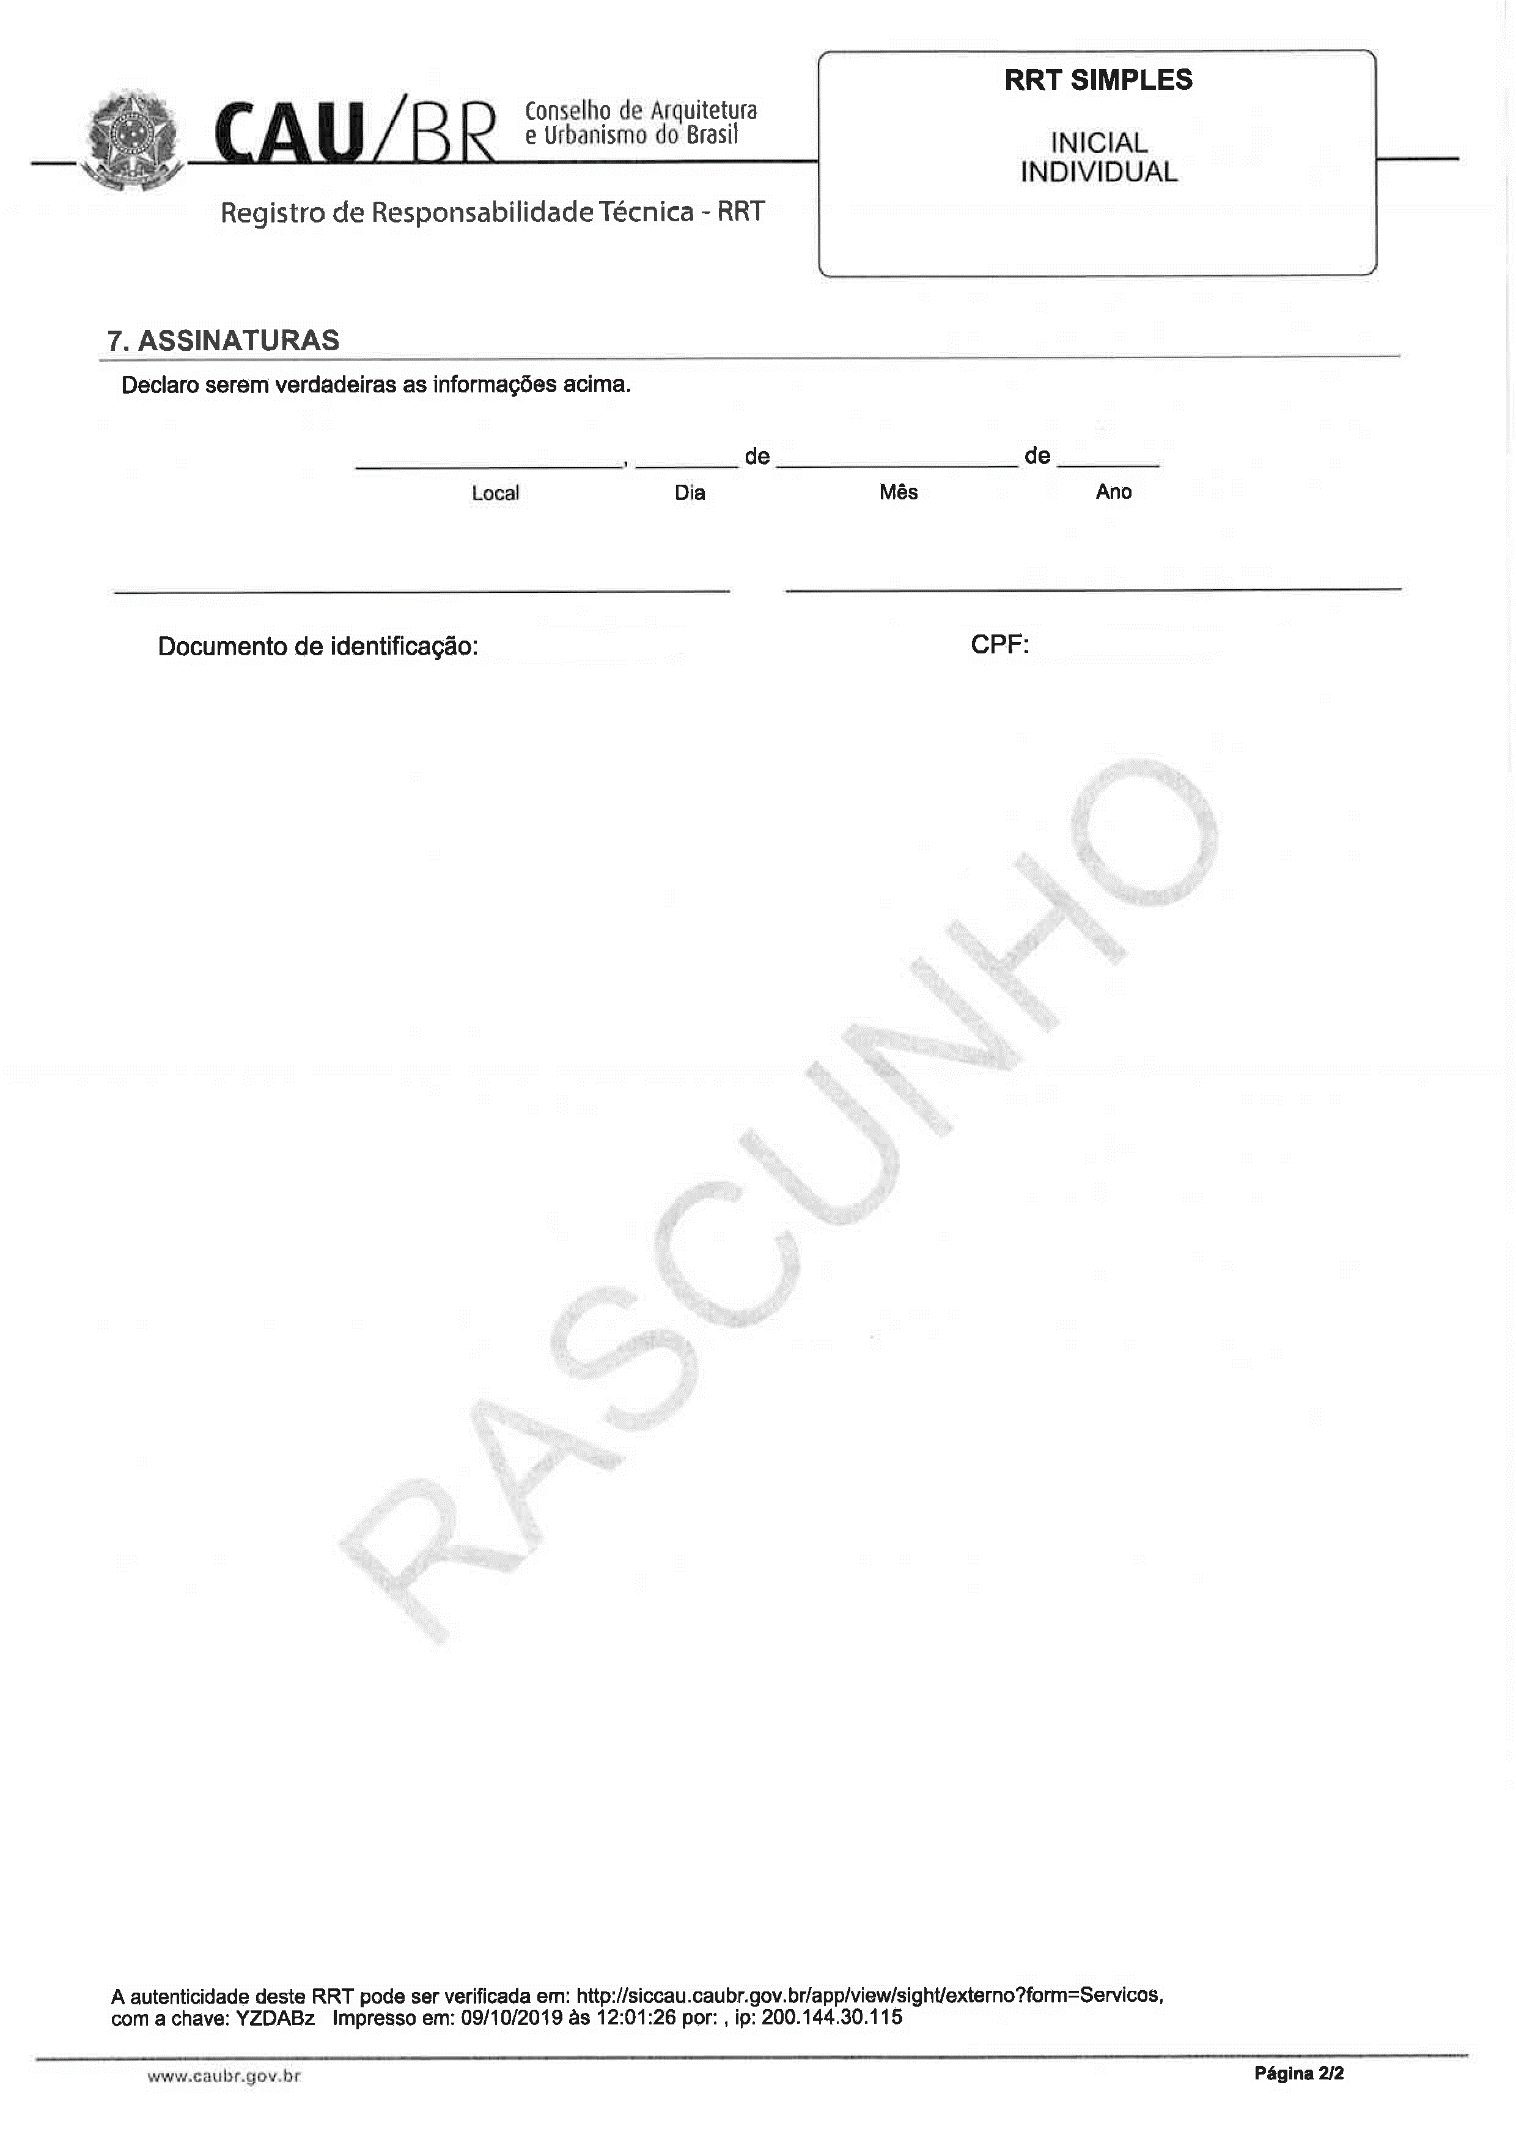 CAU/BR Conselho de Arquitetura
e Urbanismo do Brasil
Registro de Responsabilidade Técnica - RRT
RRT SIMPLES
INICIAL
INDIVIDUAL
7. ASSINATURAS
Declaro serem verdadeiras as informações acima.
____________________, ________ de __________________ de ________
Local Dia Mês Ano
Documento de identificação: CPF:
RASCUNHO
A autenticidade deste RRT pode ser verificada em: http://siccau.caubr.gov.br/app/view/sight/externo?form=Servicos,
com a chave: YZDABz Impresso em: 09/10/2019 às 12:01:26 por: , ip: 200.144.30.115
www.caubr.gov.br Página 2/2